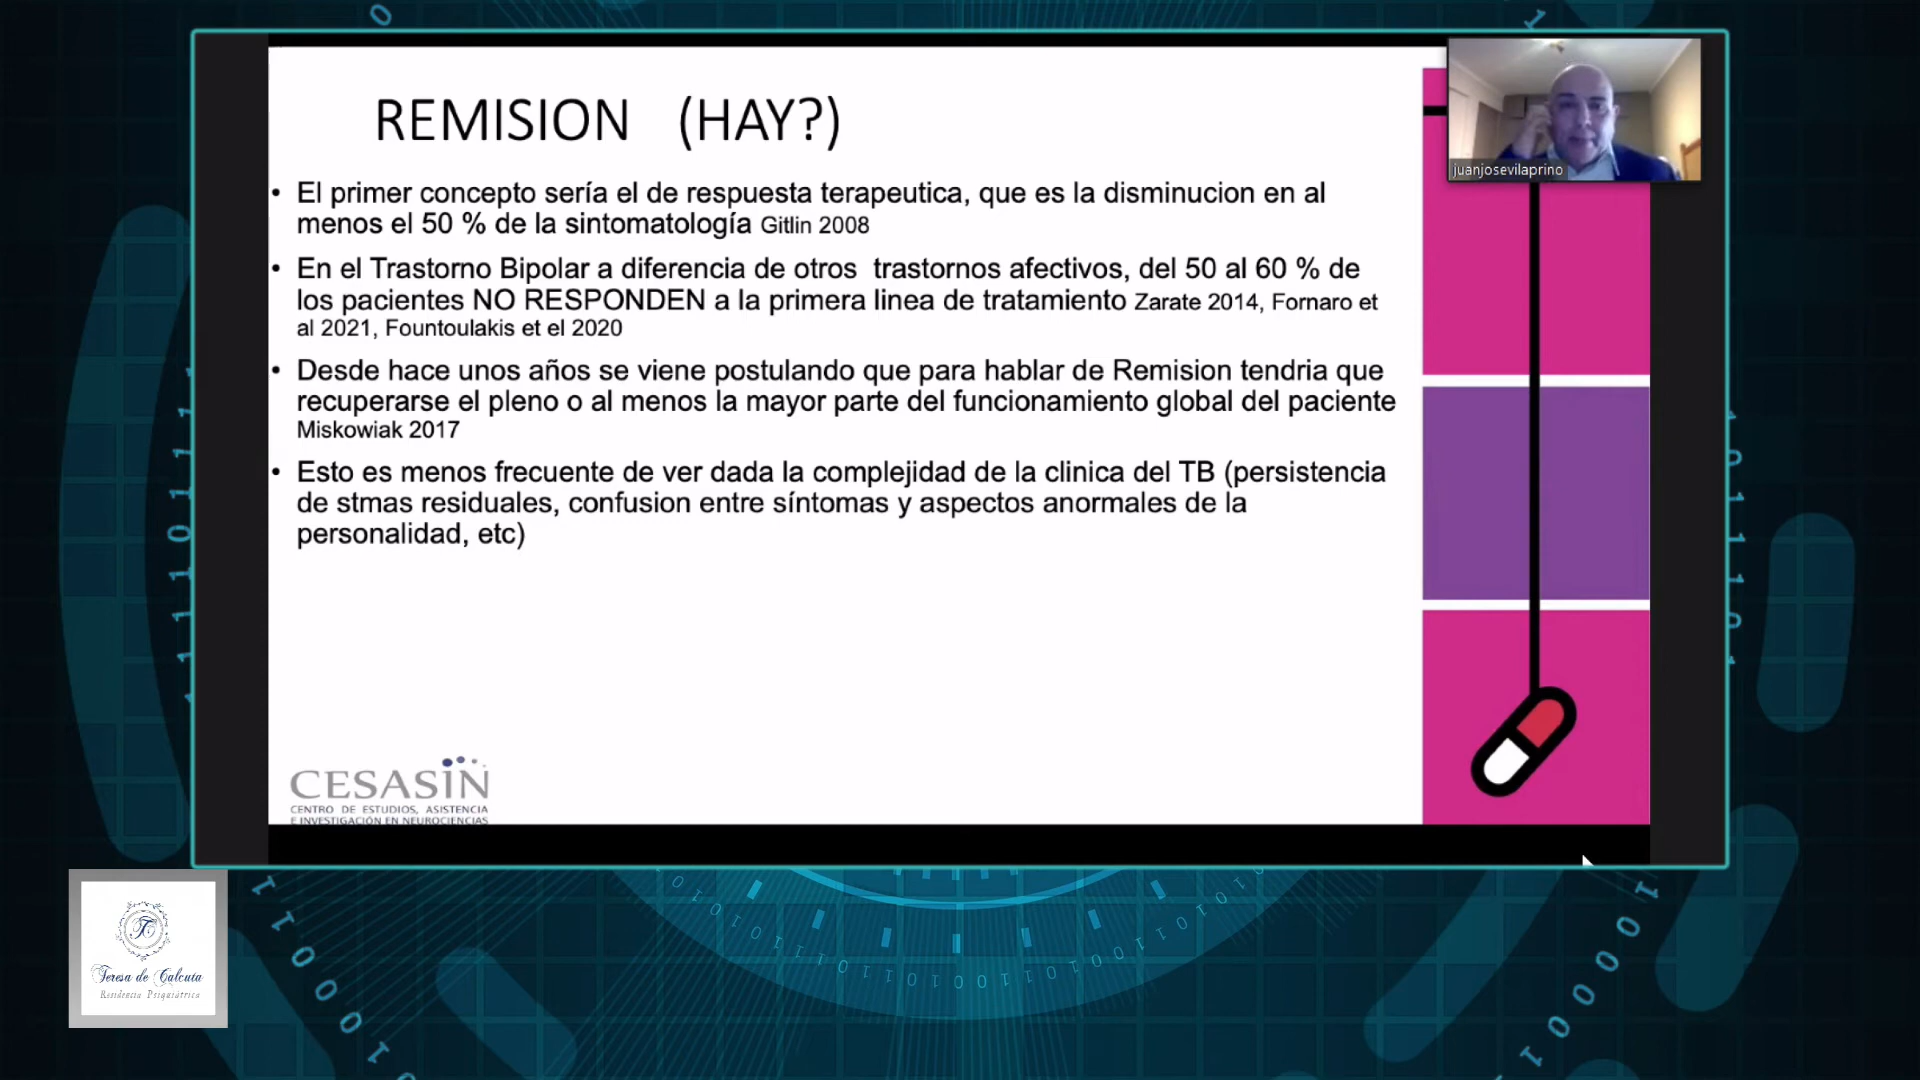 REMISION (HAY?)
juanjosevilaprino
• El primer concepto sería el de respuesta terapeutica, que es la disminucion en al
menos el 50 % de la sintomatología Gitlin 2008
• En el Trastorno Bipolar a diferencia de otros trastornos afectivos, del 50 al 60 % de
los pacientes NO RESPONDEN a la primera linea de tratamiento Zarate 2014, Fornaro et
al 2021, Fountoulakis et el 2020
• Desde hace unos años se viene postulando que para hablar de Remision tendria que
recuperarse el pleno o al menos la mayor parte del funcionamiento global del paciente
Miskowiak 2017
• Esto es menos frecuente de ver dada la complejidad de la clinica del TB (persistencia
de stmas residuales, confusion entre síntomas y aspectos anormales de la
personalidad, etc)
CESASIN
CENTRO DE ESTUDIOS, ASISTENCIA
E INVESTIGACIÓN EN NEUROCIENCIAS
Teresa de Calcuta
Residencia Psiquiátrica